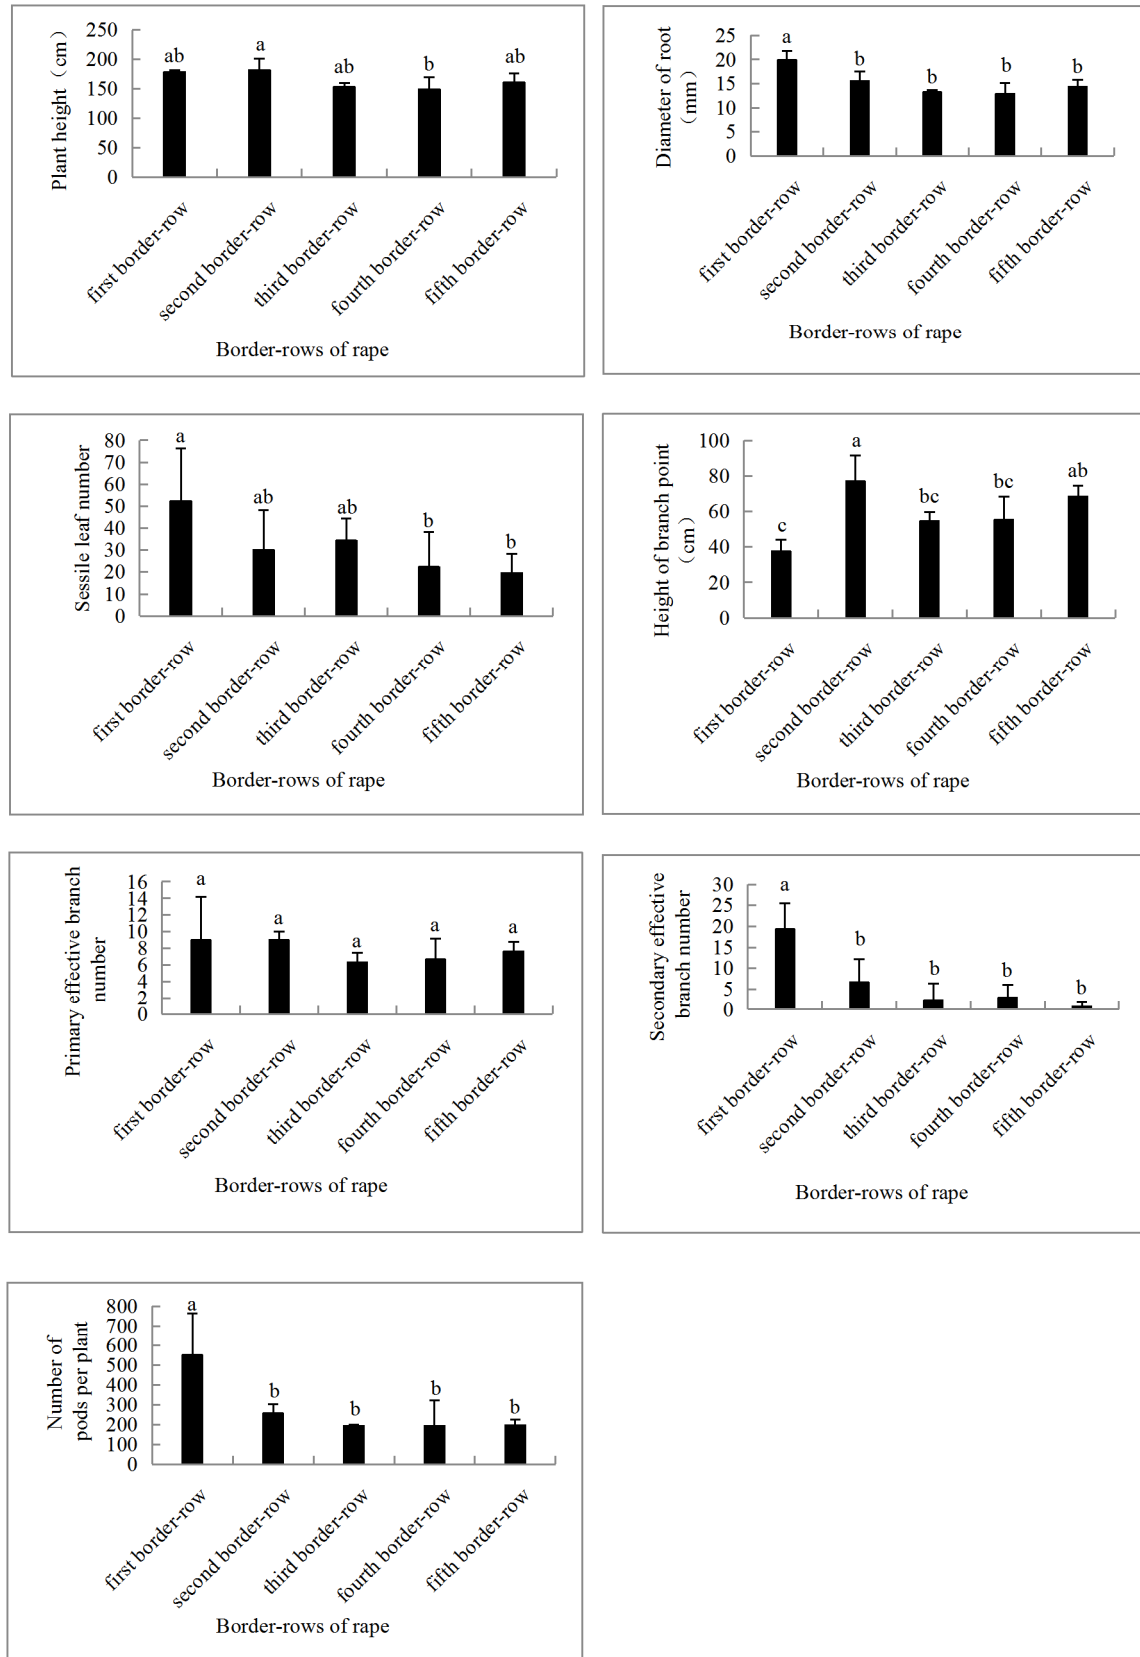 Plant height（cm）
250
200
150
100
50
0
ab
a
ab
b
ab
first border-row
second border-row
third border-row
fourth border-row
fifth border-row
Border-rows of rape
Diameter of root
（mm）
25
20
15
10
5
0
a
b
b
b
b
first border-row
second border-row
third border-row
fourth border-row
fifth border-row
Border-rows of rape
Sessile leaf number
80
70
60
50
40
30
20
10
0
a
ab
ab
b
b
first border-row
second border-row
third border-row
fourth border-row
fifth border-row
Border-rows of rape
Height of branch point
（cm）
100
80
60
40
20
0
c
a
bc
bc
ab
first border-row
second border-row
third border-row
fourth border-row
fifth border-row
Border-rows of rape
Primary effective branch
number
16
14
12
10
8
6
4
2
0
a
a
a
a
a
first border-row
second border-row
third border-row
fourth border-row
fifth border-row
Border-rows of rape
Secondary effective
branch number
30
25
20
15
10
5
0
a
b
b
b
b
first border-row
second border-row
third border-row
fourth border-row
fifth border-row
Border-rows of rape
Number of
pods per plant
800
700
600
500
400
300
200
100
0
a
b
b
b
b
first border-row
second border-row
third border-row
fourth border-row
fifth border-row
Border-rows of rape